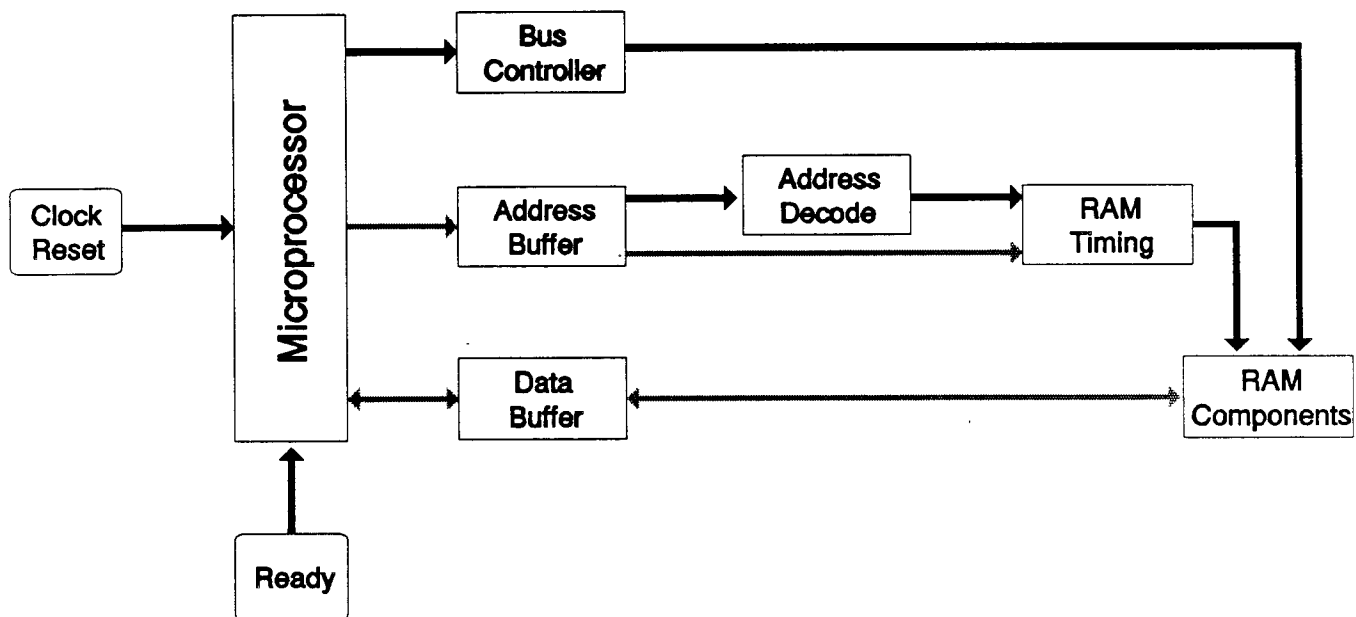 Bus
Controller
Microprocessor
Clock
Reset
Address
Buffer
Address
Decode
RAM
Timing
Data
Buffer
RAM
Components
Ready